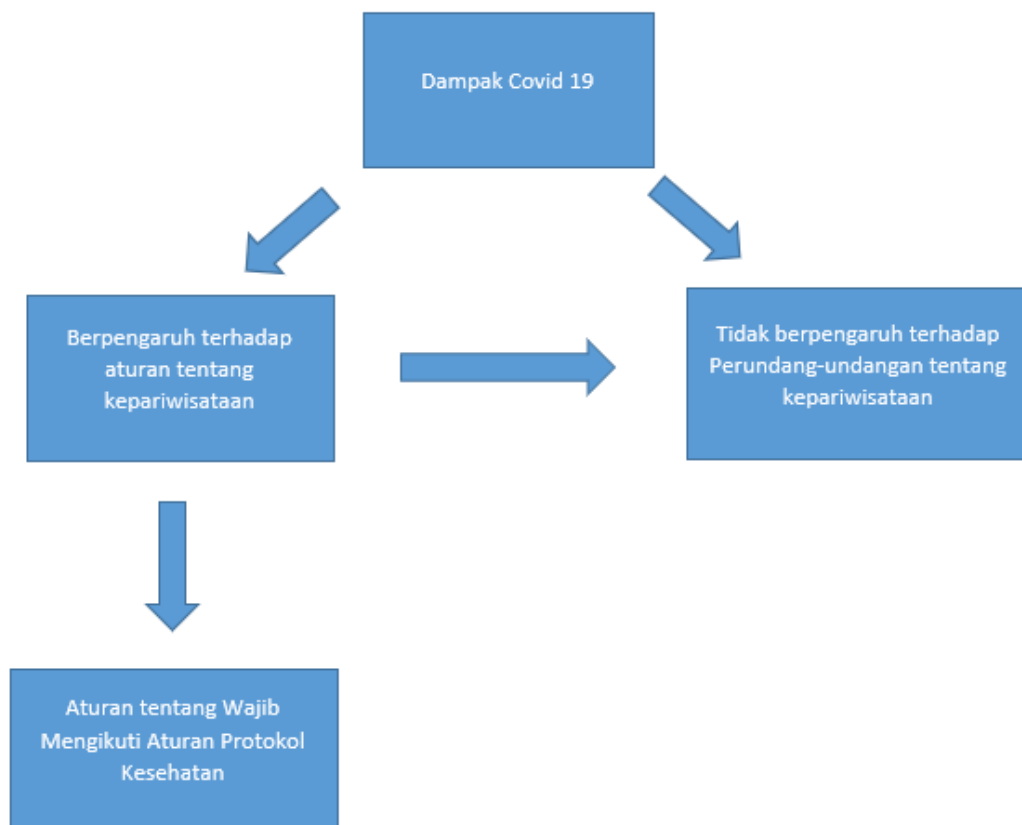 Dampak Covid 19
Berpengaruh terhadap
aturan tentang
kepariwisataan
Tidak berpengaruh terhadap
Perundang-undangan tentang
kepariwisataan
Aturan tentang Wajib
Mengikuti Aturan Protokol
Kesehatan